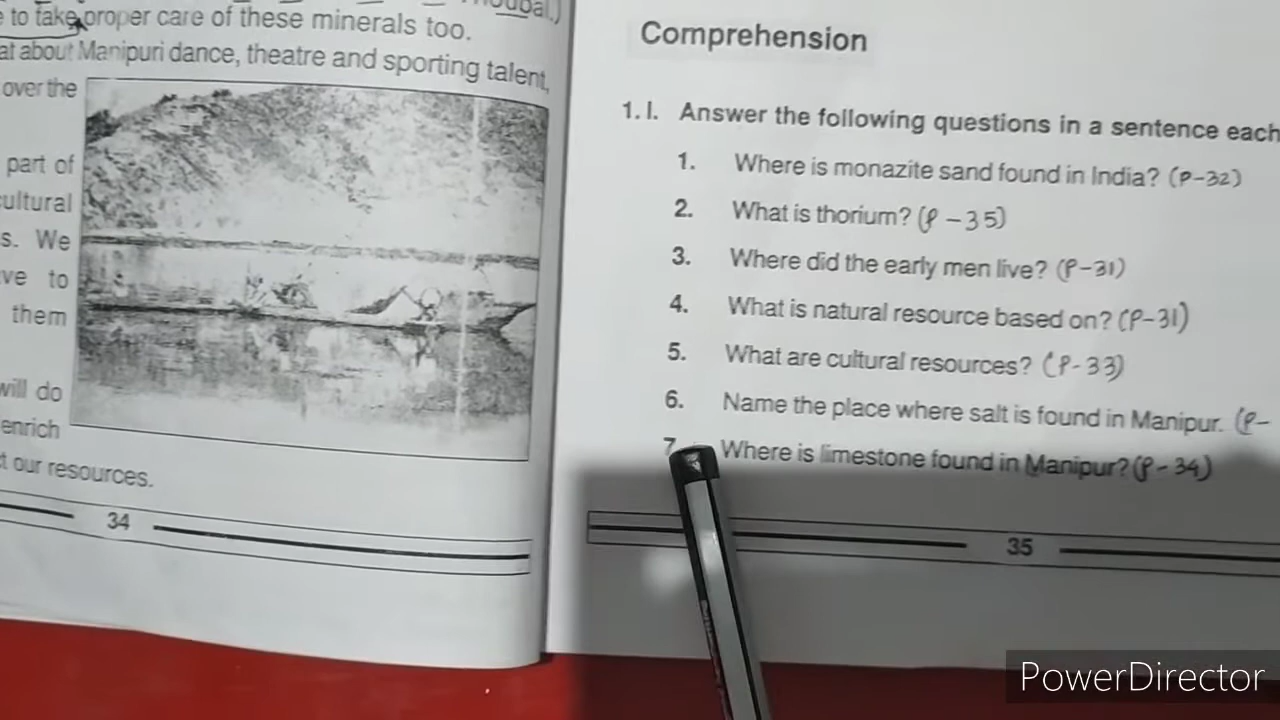 to take proper care of these minerals too.
at about Manipuri dance, theatre and sporting talent,
over the
part of
cultural
s. We
ve to
them
will do
enrich
t our resources.
34
Comprehension
1. I. Answer the following questions in a sentence each
1. Where is monazite sand found in India? (P-32)
2. What is thorium? (P-35)
3. Where did the early men live? (P-31)
4. What is natural resource based on? (P-31)
5. What are cultural resources? (P-33)
6. Name the place where salt is found in Manipur. (P-
7. Where is limestone found in Manipur? (P-34)
35
PowerDirector